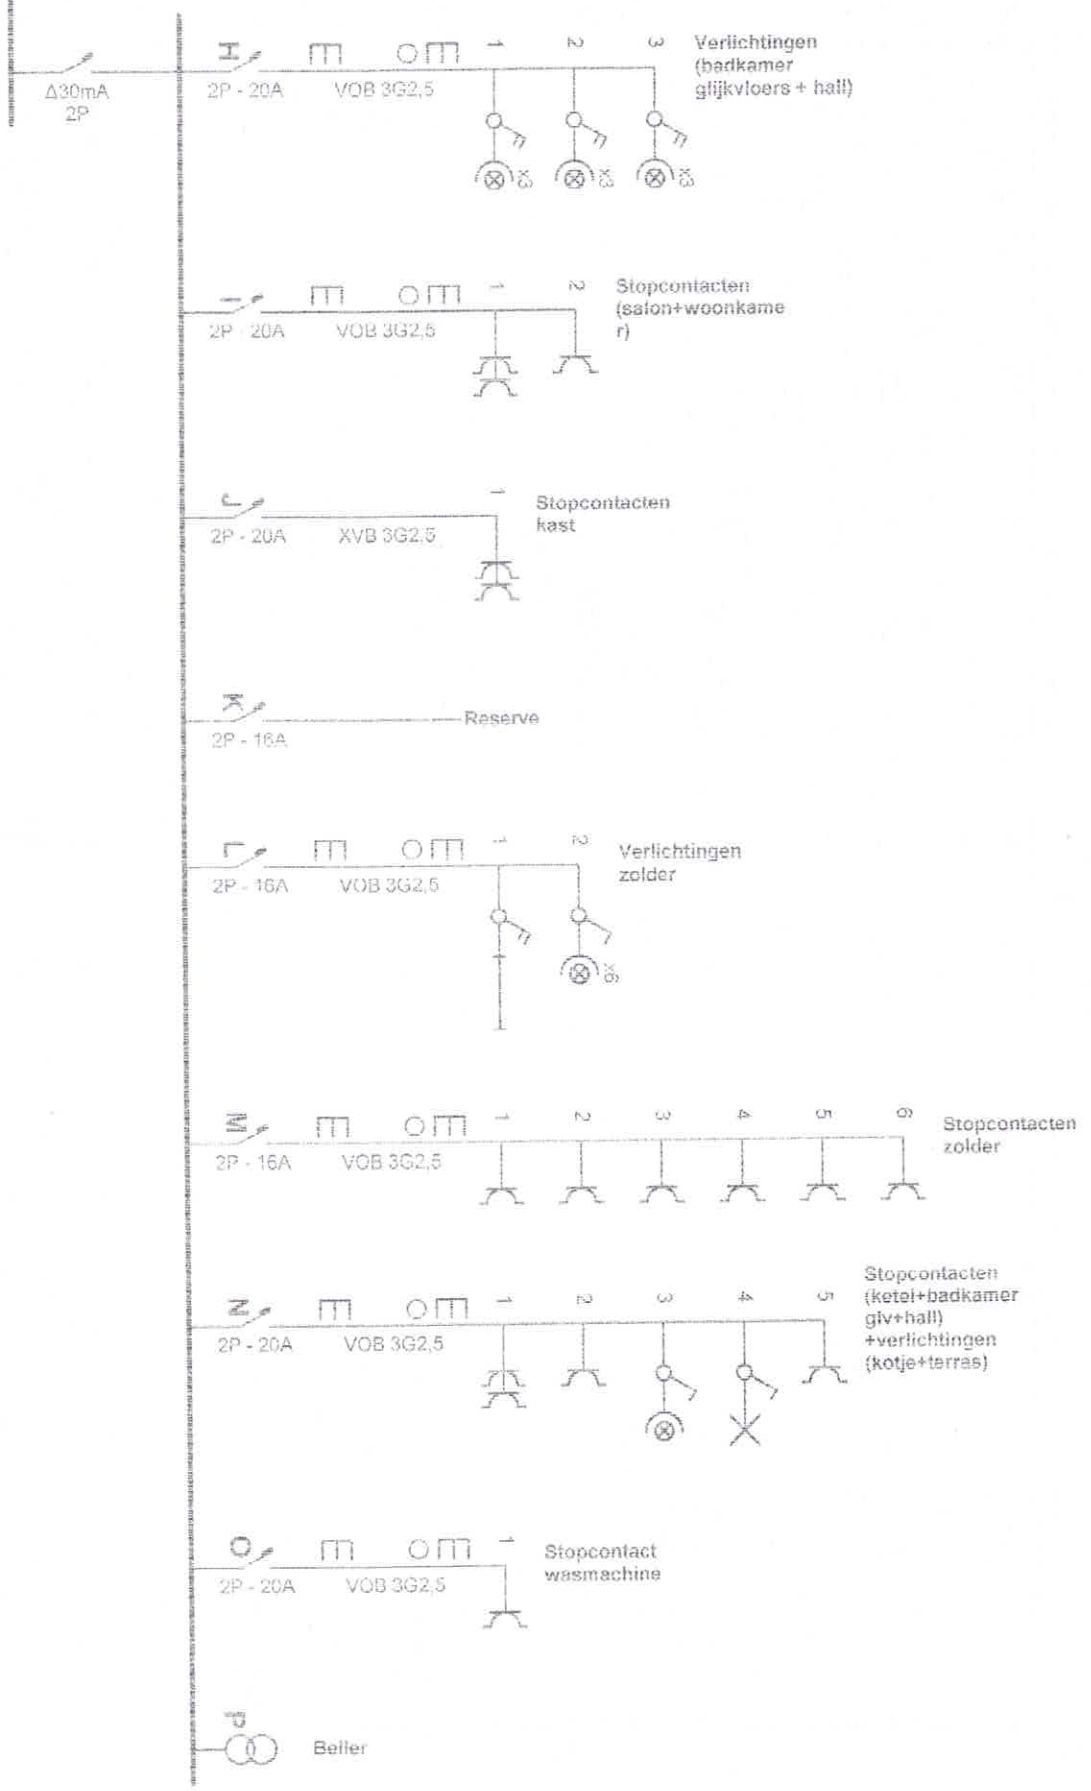 Δ30mA
2P
H
2P - 20A
VOB 3G2,5
1
2
3
x3
x3
x3
Verlichtingen
(badkamer
glijkvloers + hall)
I
2P - 20A
VOB 3G2,5
1
2
Stopcontacten
(salon+woonkame
r)
J
2P - 20A
XVB 3G2,5
1
Stopcontacten
kast
K
2P - 16A
Reserve
L
2P - 16A
VOB 3G2,5
1
2
x6
Verlichtingen
zolder
M
2P - 16A
VOB 3G2,5
1
2
3
4
5
6
Stopcontacten
zolder
N
2P - 20A
VOB 3G2,5
1
2
3
4
5
Stopcontacten
(ketel+badkamer
glv+hall)
+verlichtingen
(kotje+terras)
O
2P - 20A
VOB 3G2,5
1
Stopcontact
wasmachine
P
Beller